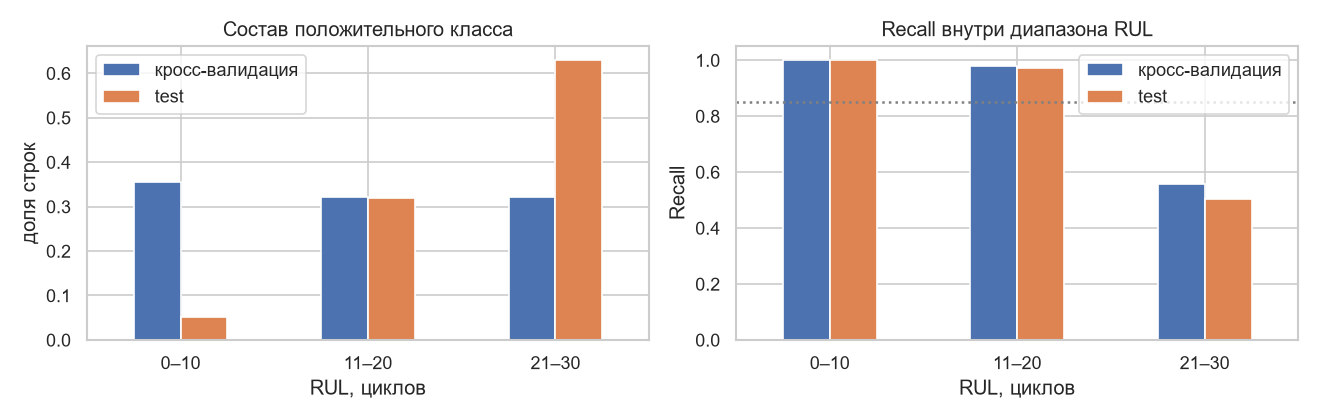 Состав положительного класса
кросс-валидация
test
доля строк
0.6
0.5
0.4
0.3
0.2
0.1
0.0
0–10
11–20
21–30
RUL, циклов
Recall внутри диапазона RUL
кросс-валидация
test
Recall
1.0
0.8
0.6
0.4
0.2
0.0
0–10
11–20
21–30
RUL, циклов